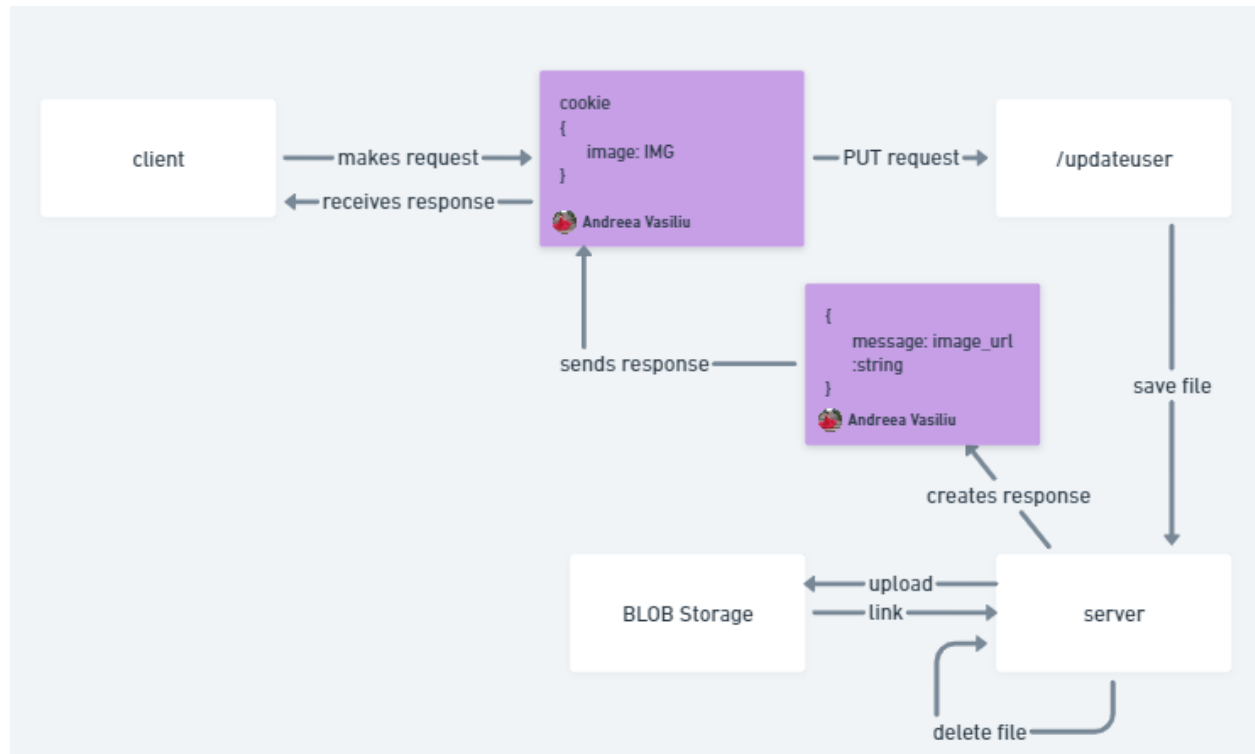 client
makes request
receives response
cookie
{
image: IMG
}
Andreea Vasiliu
PUT request
/updateuser
{
message: image_url
:string
}
Andreea Vasiliu
sends response
save file
creates response
BLOB Storage
upload
link
server
delete file